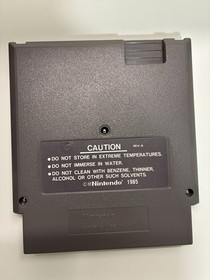 CAUTION
REV-A
●DO NOT STORE IN EXTREME TEMPERATURES.
●DO NOT IMMERSE IN WATER.
●DO NOT CLEAN WITH BENZENE, THINNER,
ALCOHOL OR OTHER SUCH SOLVENTS.
©®Nintendo® 1985